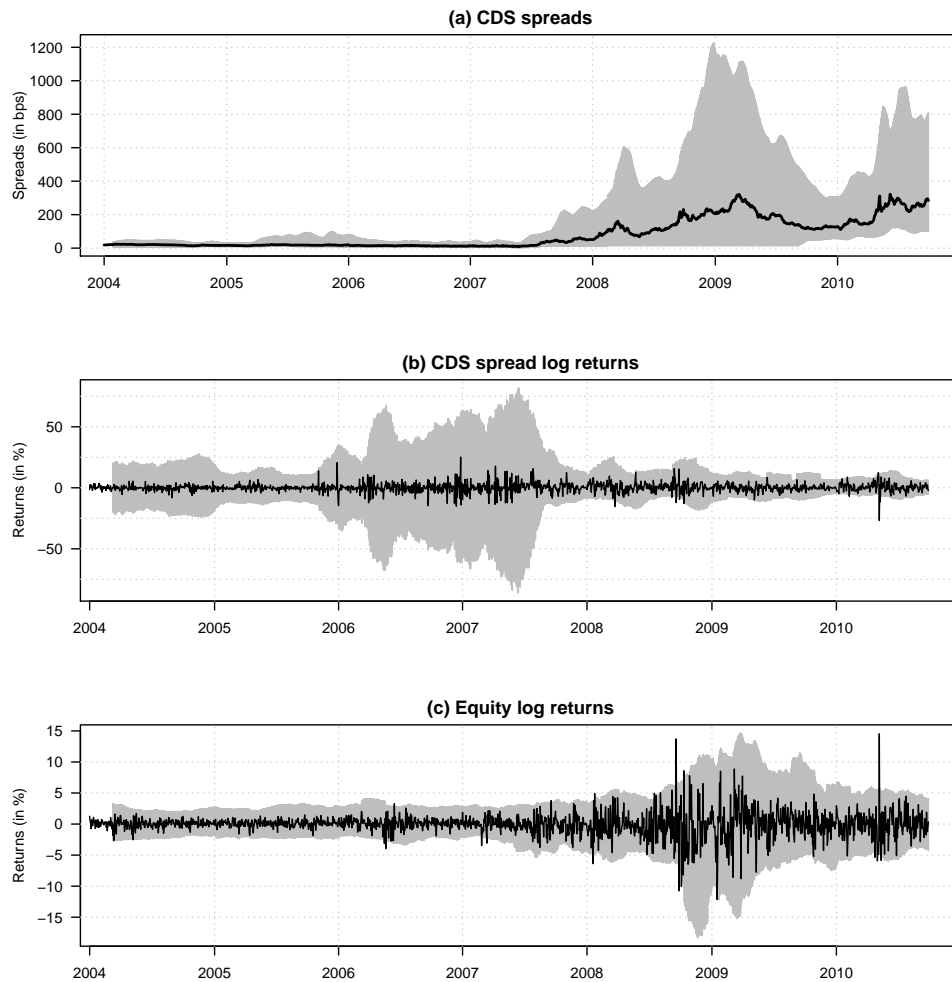 (a) CDS spreads
1200
1000
800
600
400
200
0
Spreads (in bps)
2004 2005 2006 2007 2008 2009 2010
(b) CDS spread log returns
50
0
−50
Returns (in %)
2004 2005 2006 2007 2008 2009 2010
(c) Equity log returns
15
10
5
0
−5
−10
−15
Returns (in %)
2004 2005 2006 2007 2008 2009 2010